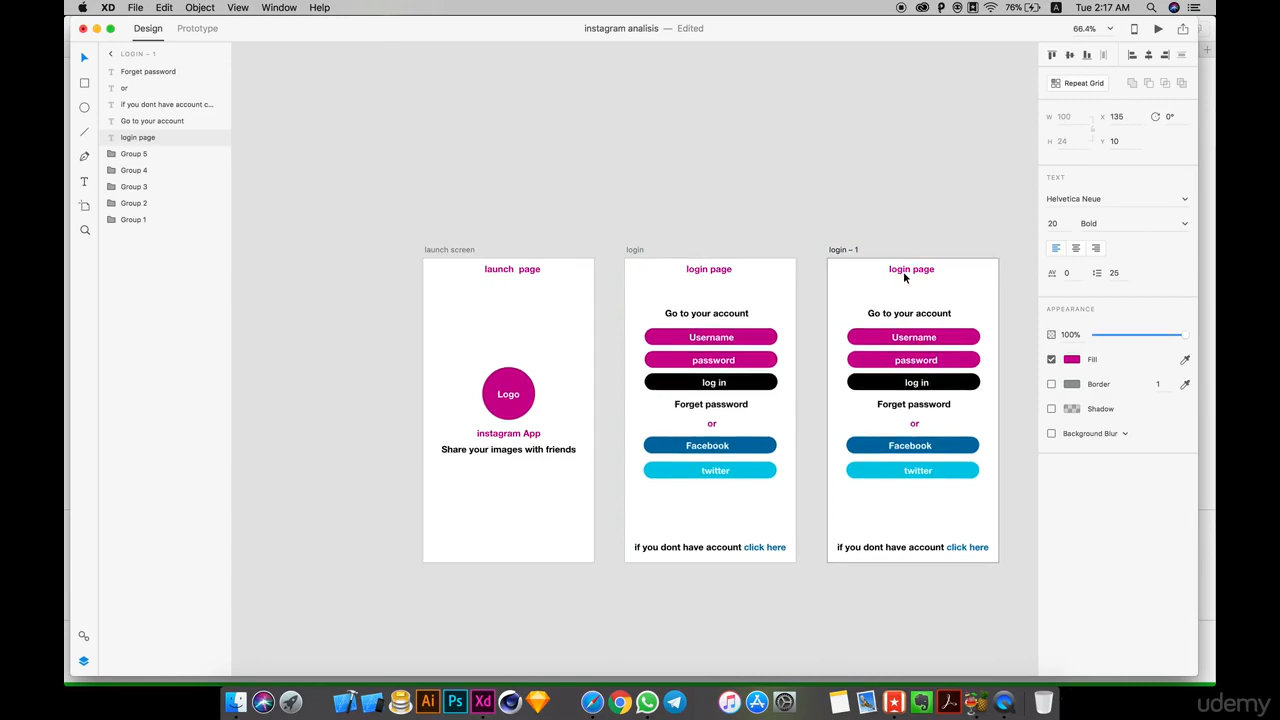 XD File Edit Object View Window Help
76% A Tue 2:17 AM
Design Prototype
instagram analisis — Edited
66.4%
LOGIN – 1
Forget password
or
if you dont have account c...
Go to your account
login page
Group 5
Group 4
Group 3
Group 2
Group 1
launch screen
launch page
Logo
instagram App
Share your images with friends
login
login page
Go to your account
Username
password
log in
Forget password
or
Facebook
twitter
if you dont have account click here
login – 1
login page
Go to your account
Username
password
log in
Forget password
or
Facebook
twitter
if you dont have account click here
Repeat Grid
W 100 X 135 0°
H 24 Y 10
TEXT
Helvetica Neue
20 Bold
AV 0 25
APPEARANCE
100%
Fill
Border 1
Shadow
Background Blur
Ai Ps Xd
udemy